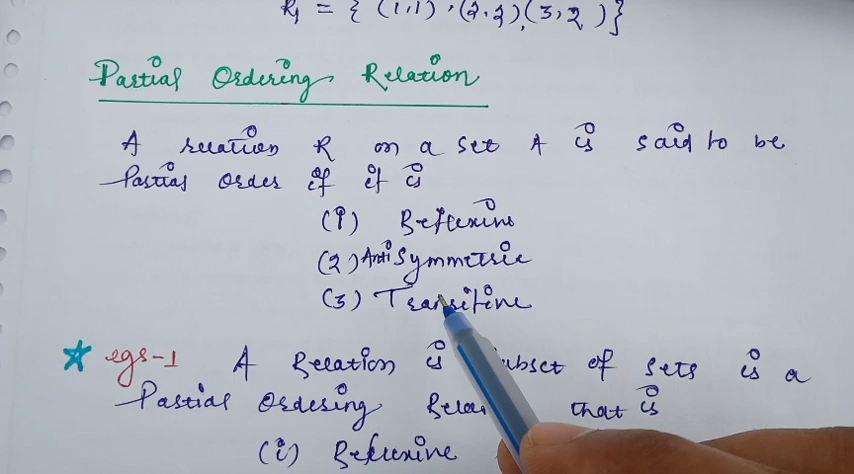 R₁ = { (1,1), (2,2), (3,2) }
Partial Ordering Relation
A relation R on a set A is said to be
Partial Order if it is
(1) Reflexive
(2) Anti Symmetric
(3) Transitive
egs-1 A Relation is subset of sets is a
Partial Ordering that is
(i) Reflexive